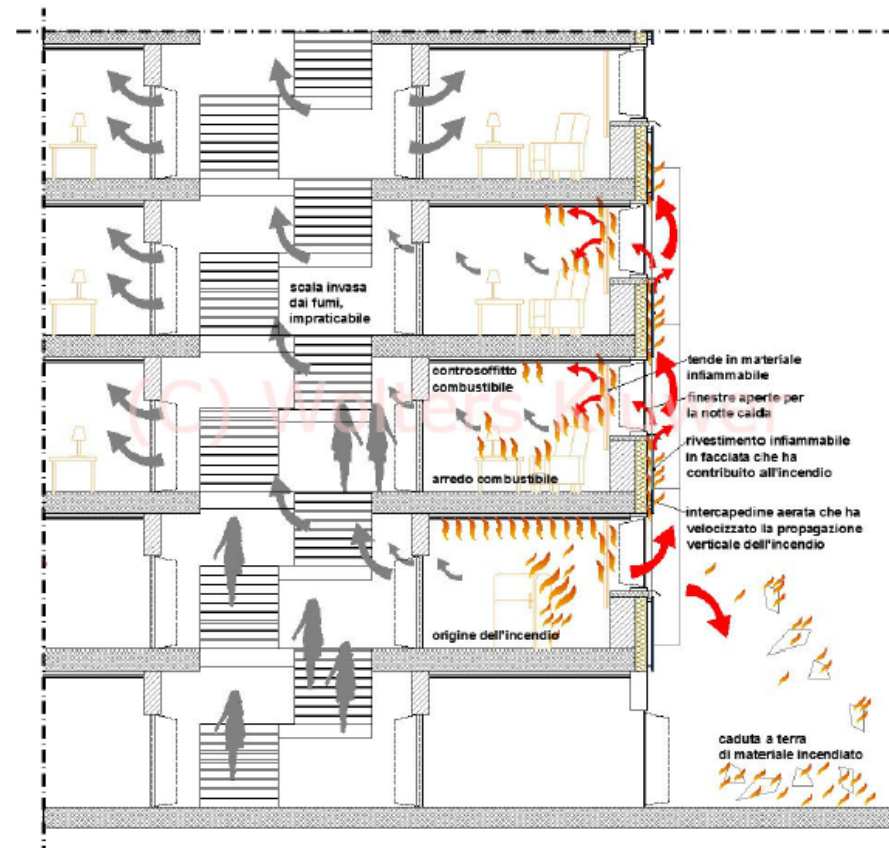 scala invasa
dai fumi,
impraticabile
controsoffitto
combustibile
tende in materiale
infiammabile
finestre aperte per
la notte calda
(C) Wolters Kluwer
rivestimento infiammabile
in facciata che ha
contribuito all'incendio
arredo combustibile
intercapedine aerata che ha
velocizzato la propagazione
verticale dell'incendio
origine dell'incendio
caduta a terra
di materiale incendiato